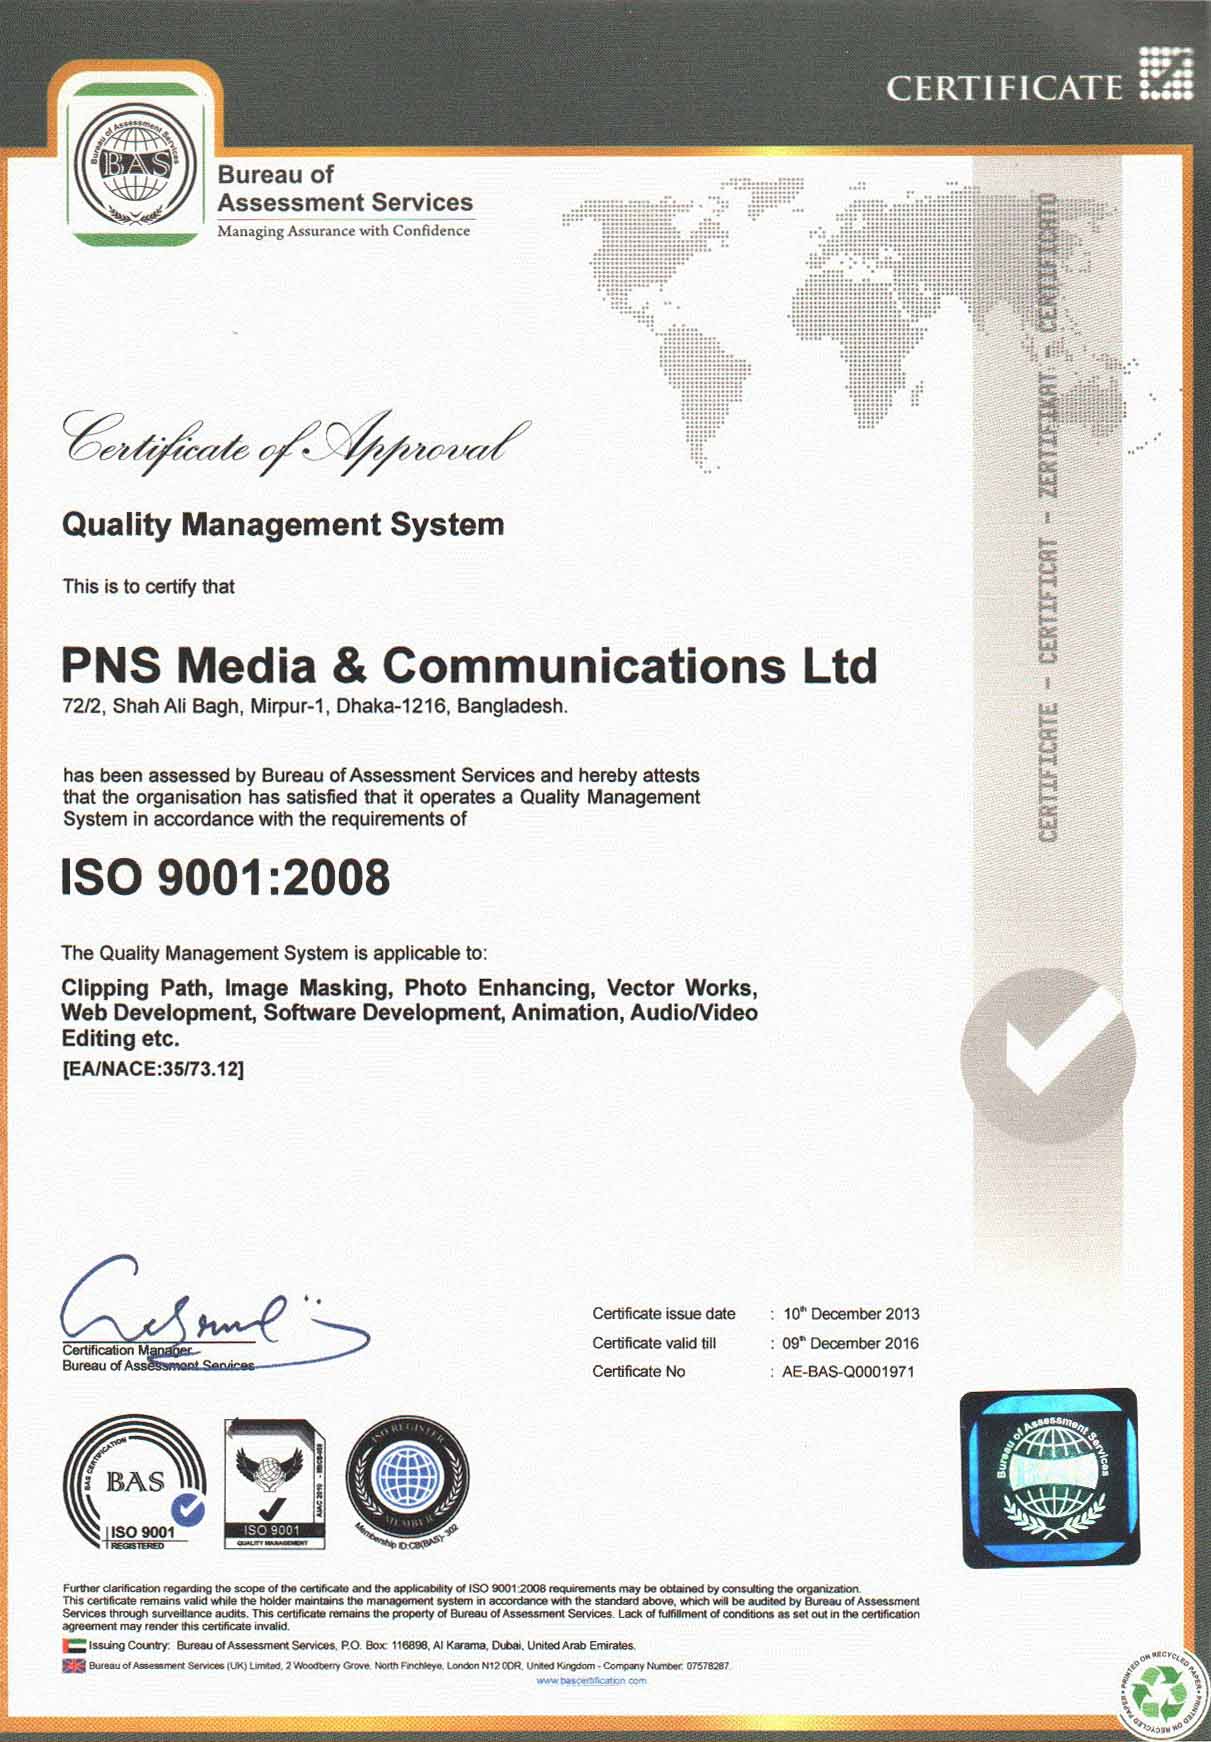 CERTIFICATE
Bureau of Assessment Services
BAS
Bureau of
Assessment Services
Managing Assurance with Confidence
CERTIFICATE - CERTIFICAT - ZERTIFIKAT - CERTIFICATO
Certificate of Approval
Quality Management System
This is to certify that
PNS Media & Communications Ltd
72/2, Shah Ali Bagh, Mirpur-1, Dhaka-1216, Bangladesh.
has been assessed by Bureau of Assessment Services and hereby attests
that the organisation has satisfied that it operates a Quality Management
System in accordance with the requirements of
ISO 9001:2008
The Quality Management System is applicable to:
Clipping Path, Image Masking, Photo Enhancing, Vector Works,
Web Development, Software Development, Animation, Audio/Video
Editing etc.
[EA/NACE:35/73.12]
Certification Manager
Bureau of Assessment Services
Certificate issue date : 10th December 2013
Certificate valid till : 09th December 2016
Certificate No : AE-BAS-Q0001971
BAS CERTIFICATION
BAS
ISO 9001
REGISTERED
ISO 9001
QUALITY MANAGEMENT
ISO REGISTER
MEMBER
Membership ID:CB(BAS)-302
Bureau of Assessment Services
Further clarification regarding the scope of the certificate and the applicability of ISO 9001:2008 requirements may be obtained by consulting the organization.
This certificate remains valid while the holder maintains the management system in accordance with the standard above, which will be audited by Bureau of Assessment
Services through surveillance audits. This certificate remains the property of Bureau of Assessment Services. Lack of fulfillment of conditions as set out in the certification
agreement may render this certificate invalid.
Issuing Country: Bureau of Assessment Services, P.O. Box: 116898, Al Karama, Dubai, United Arab Emirates.
Bureau of Assessment Services (UK) Limited, 2 Woodberry Grove, North Finchleye, London N12 0DR, United Kingdom - Company Number: 07578287.
www.bascertification.com
PRINTED ON RECYCLED PAPER • PRINTED ON RECYCLED PAPER •